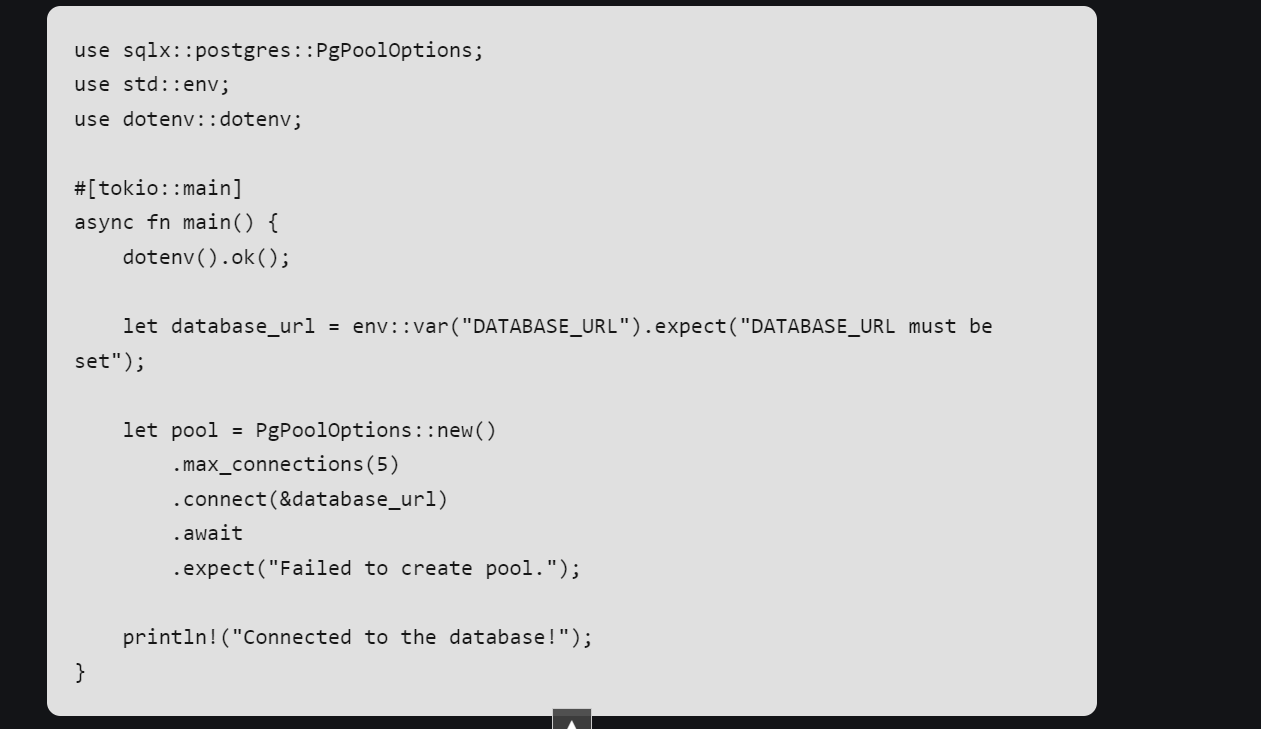 use sqlx::postgres::PgPoolOptions;
use std::env;
use dotenv::dotenv;

#[tokio::main]
async fn main() {
    dotenv().ok();

    let database_url = env::var("DATABASE_URL").expect("DATABASE_URL must be
set");

    let pool = PgPoolOptions::new()
        .max_connections(5)
        .connect(&database_url)
        .await
        .expect("Failed to create pool.");

    println!("Connected to the database!");
}